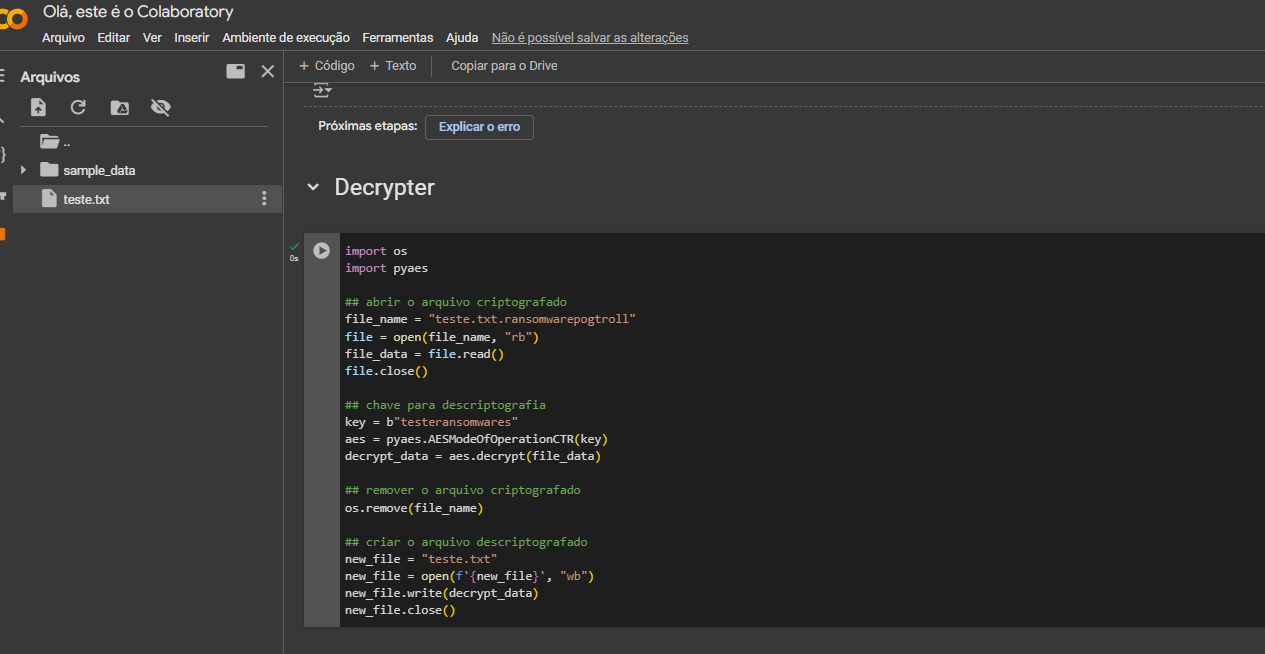 Olá, este é o Colaboratory
Arquivo Editar Ver Inserir Ambiente de execução Ferramentas Ajuda Não é possível salvar as alterações
Arquivos
+ Código + Texto Copiar para o Drive
..
sample_data
teste.txt
Próximas etapas: Explicar o erro
Decrypter
0s
import os
import pyaes
## abrir o arquivo criptografado
file_name = "teste.txt.ransomwarepogtroll"
file = open(file_name, "rb")
file_data = file.read()
file.close()
## chave para descriptografia
key = b"testeransomwares"
aes = pyaes.AESModeOfOperationCTR(key)
decrypt_data = aes.decrypt(file_data)
## remover o arquivo criptografado
os.remove(file_name)
## criar o arquivo descriptografado
new_file = "teste.txt"
new_file = open(f'{new_file}', "wb")
new_file.write(decrypt_data)
new_file.close()